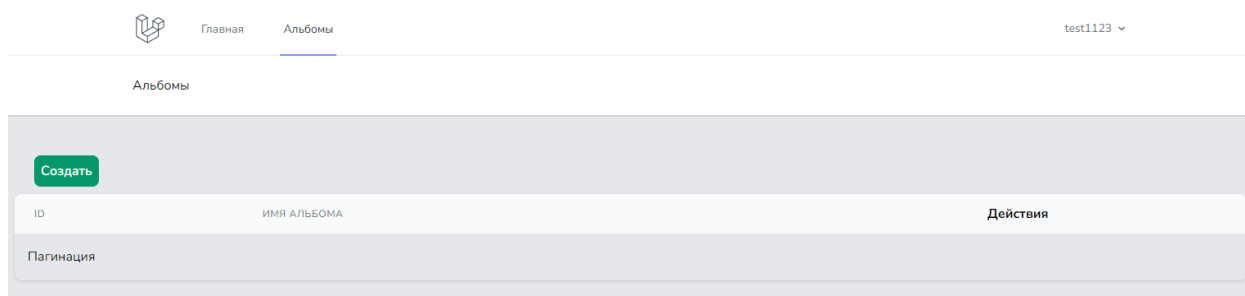 Главная Альбомы test1123
Альбомы
Создать
ID ИМЯ АЛЬБОМА Действия
Пагинация